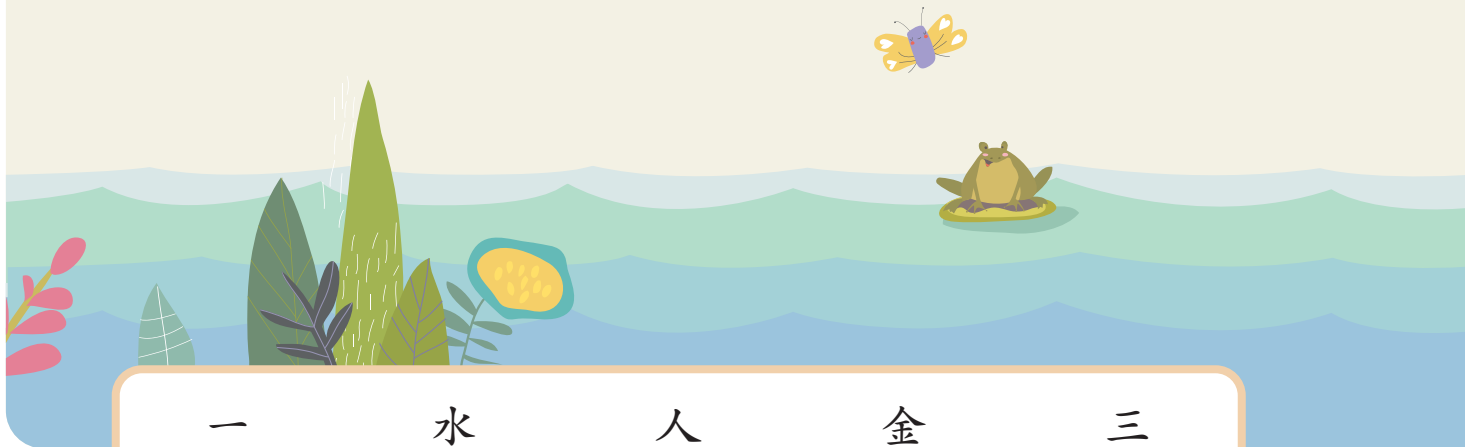 一 水 人 金 三